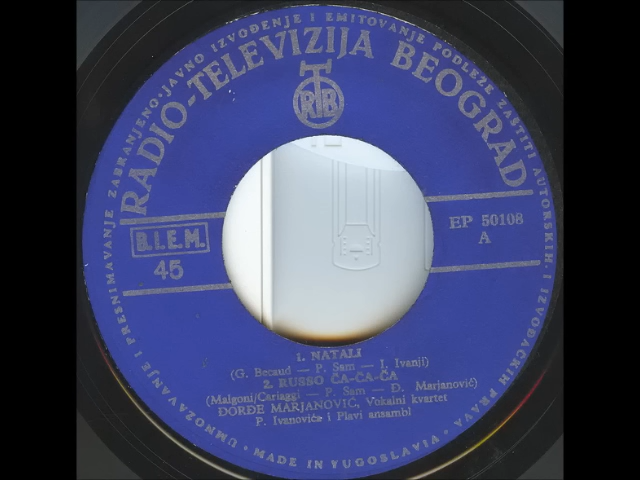 UMNOŽAVANJE I PRESNIMAVANJE ZABRANJENO · JAVNO IZVOĐENJE I EMITOVANJE PODLEŽE ZAŠTITI AUTORSKIH I IZVOĐAČKIH PRAVA ·
RADIO-TELEVIZIJA BEOGRAD
RTB
B.I.E.M.
45
EP 50108
A
1. NATALI
(G. Becaud — P. Sam — I. Ivanji)
2. RUSSO ČA-ČA-ČA
(Malgoni/Cariaggi — P. Sam — Đ. Marjanović)
ĐORĐE MARJANOVIĆ, Vokalni kvartet
P. Ivanovića i Plavi ansambl
· MADE IN YUGOSLAVIA ·